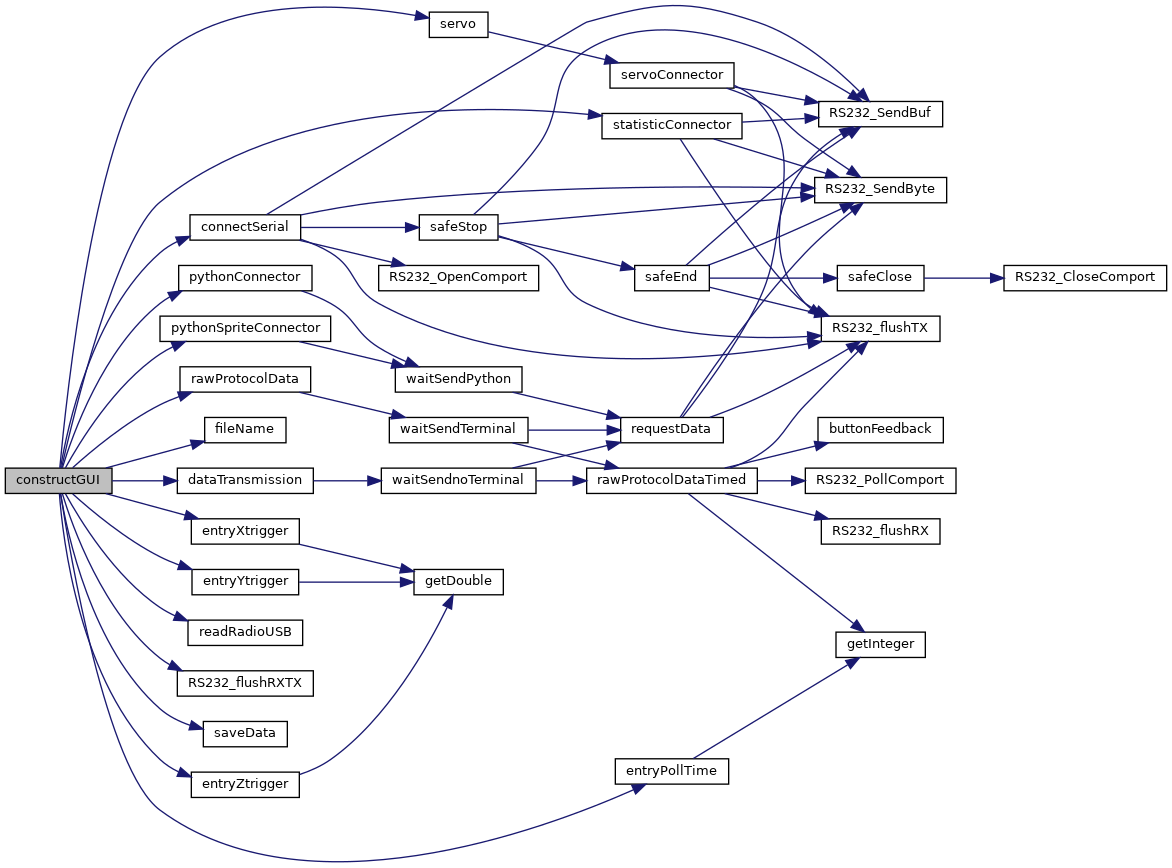 servo
servoConnector
RS232_SendBuf
statisticConnector
RS232_SendByte
connectSerial
safeStop
pythonConnector
RS232_OpenComport
safeEnd
safeClose
RS232_CloseComport
pythonSpriteConnector
RS232_flushTX
rawProtocolData
waitSendPython
fileName
waitSendTerminal
requestData
buttonFeedback
constructGUI
dataTransmission
waitSendnoTerminal
rawProtocolDataTimed
RS232_PollComport
entryXtrigger
RS232_flushRX
entryYtrigger
getDouble
readRadioUSB
getInteger
RS232_flushRXTX
saveData
entryPollTime
entryZtrigger